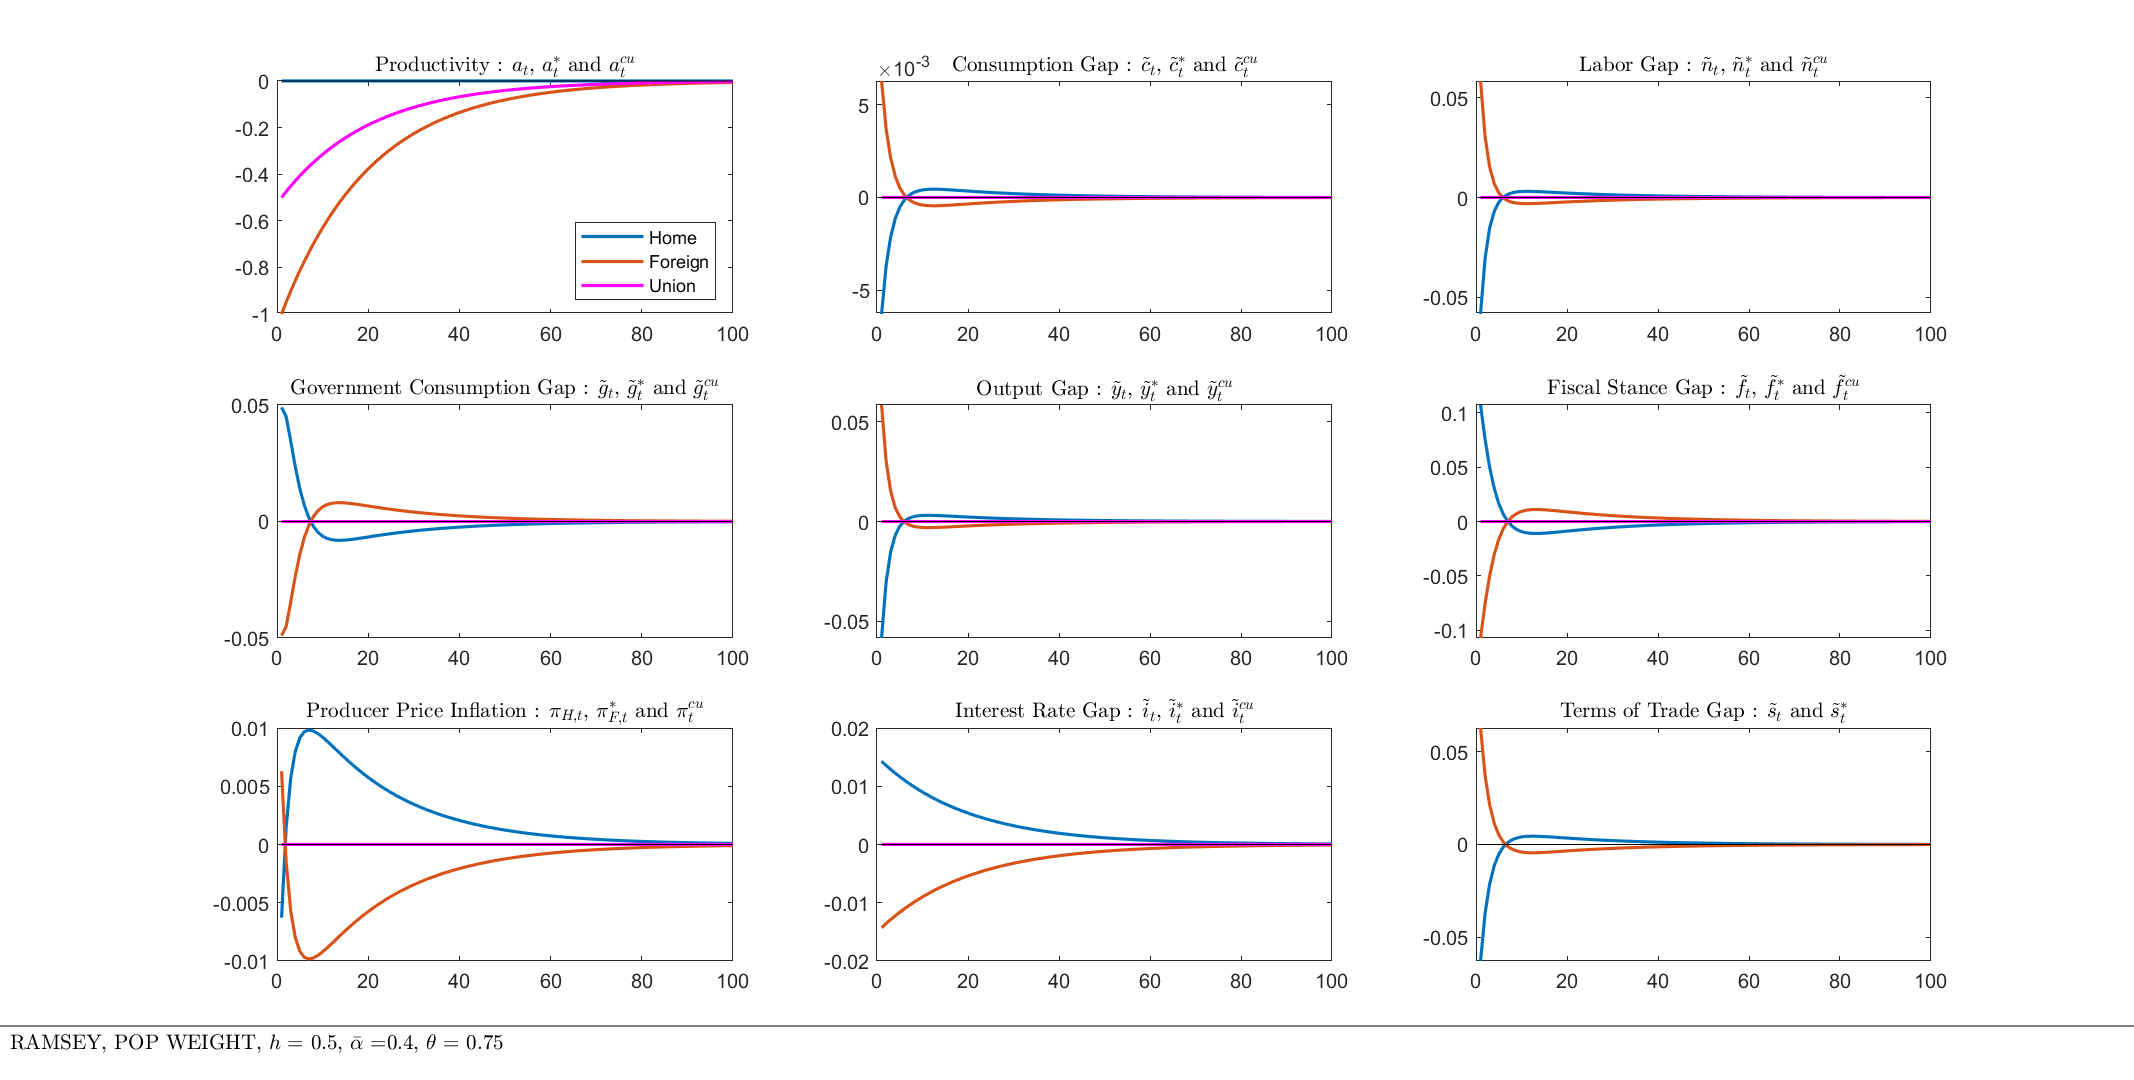 Productivity : a_t, a_t^* and a_t^{cu}
0
-0.2
-0.4
-0.6
-0.8
-1
0 20 40 60 80 100
Home
Foreign
Union
×10^{-3}
Consumption Gap : c̃_t, c̃_t^* and c̃_t^{cu}
5
0
-5
0 20 40 60 80 100
Labor Gap : ñ_t, ñ_t^* and ñ_t^{cu}
0.05
0
-0.05
0 20 40 60 80 100
Government Consumption Gap : g̃_t, g̃_t^* and g̃_t^{cu}
0.05
0
-0.05
0 20 40 60 80 100
Output Gap : ỹ_t, ỹ_t^* and ỹ_t^{cu}
0.05
0
-0.05
0 20 40 60 80 100
Fiscal Stance Gap : f̃_t, f̃_t^* and f̃_t^{cu}
0.1
0.05
0
-0.05
-0.1
0 20 40 60 80 100
Producer Price Inflation : π_{H,t}, π_{F,t}^* and π_t^{cu}
0.01
0.005
0
-0.005
-0.01
0 20 40 60 80 100
Interest Rate Gap : ĩ_t, ĩ_t^* and ĩ_t^{cu}
0.02
0.01
0
-0.01
-0.02
0 20 40 60 80 100
Terms of Trade Gap : s̃_t and s̃_t^*
0.05
0
-0.05
0 20 40 60 80 100
RAMSEY, POP WEIGHT, h = 0.5, ᾱ =0.4, θ = 0.75